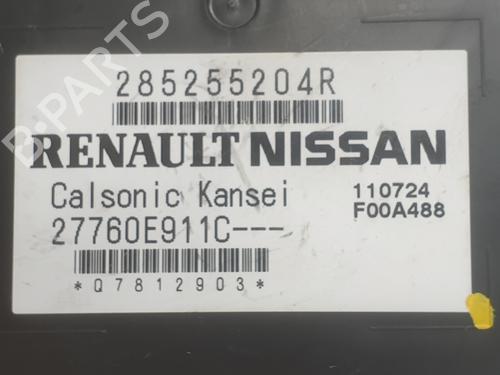 B-PARTS
285255204R
RENAULT NISSAN
Calsonic Kansei
110724
27760E911C---
F00A488
*Q7812903*